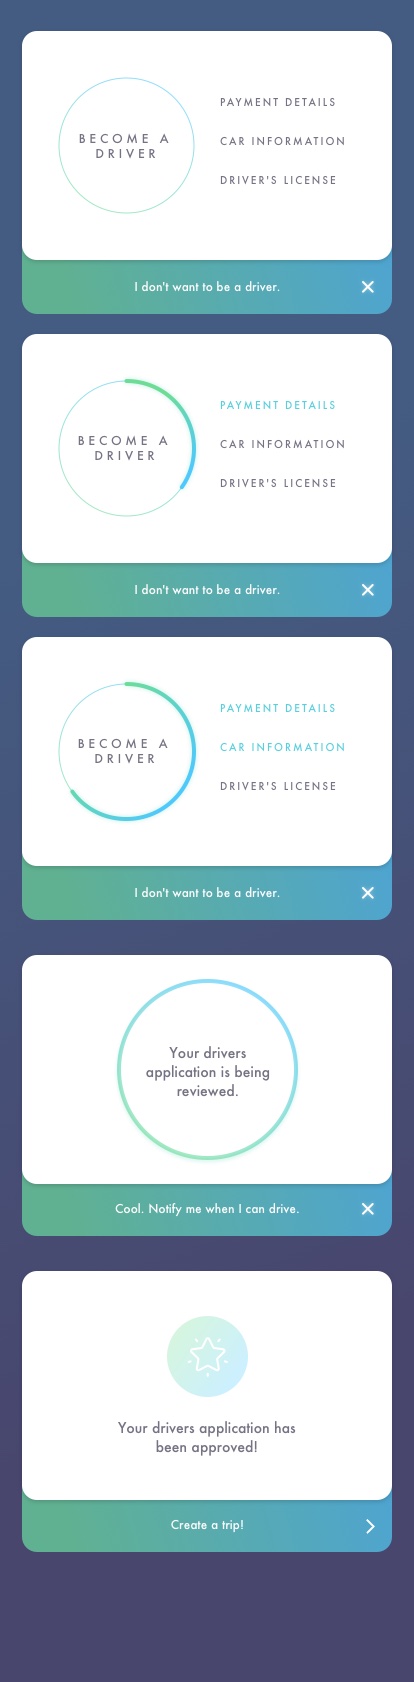 BECOME A
DRIVER
PAYMENT DETAILS
CAR INFORMATION
DRIVER'S LICENSE
I don't want to be a driver.
BECOME A
DRIVER
PAYMENT DETAILS
CAR INFORMATION
DRIVER'S LICENSE
I don't want to be a driver.
BECOME A
DRIVER
PAYMENT DETAILS
CAR INFORMATION
DRIVER'S LICENSE
I don't want to be a driver.
Your drivers
application is being
reviewed.
Cool. Notify me when I can drive.
Your drivers application has
been approved!
Create a trip!